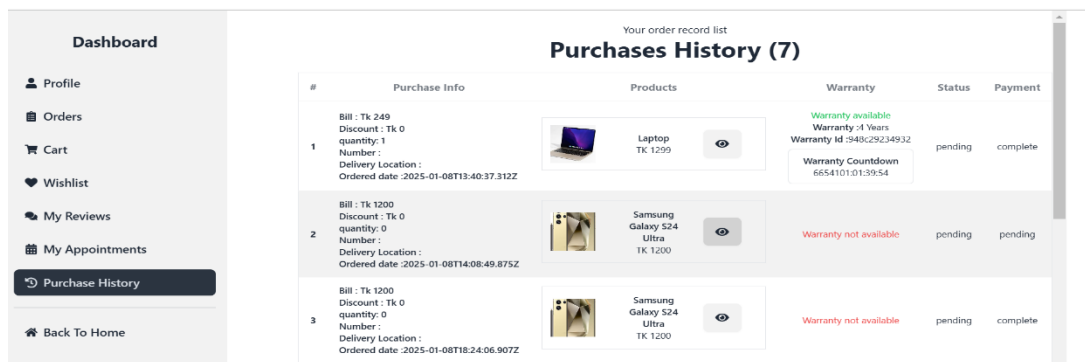 Dashboard
Profile
Orders
Cart
Wishlist
My Reviews
My Appointments
Purchase History
Back To Home
Your order record list
Purchases History (7)
# Purchase Info Products Warranty Status Payment
1
Bill : Tk 249
Discount : Tk 0
quantity: 1
Number :
Delivery Location :
Ordered date :2025-01-08T13:40:37.312Z
Laptop
TK 1299
Warranty available
Warranty :4 Years
Warranty Id :948c29234932
Warranty Countdown
6654101:01:39:54
pending
complete
2
Bill : Tk 1200
Discount : Tk 0
quantity: 0
Number :
Delivery Location :
Ordered date :2025-01-08T14:08:49.875Z
Samsung
Galaxy S24
Ultra
TK 1200
Warranty not available
pending
pending
3
Bill : Tk 1200
Discount : Tk 0
quantity: 0
Number :
Delivery Location :
Ordered date :2025-01-08T18:24:06.907Z
Samsung
Galaxy S24
Ultra
TK 1200
Warranty not available
pending
complete